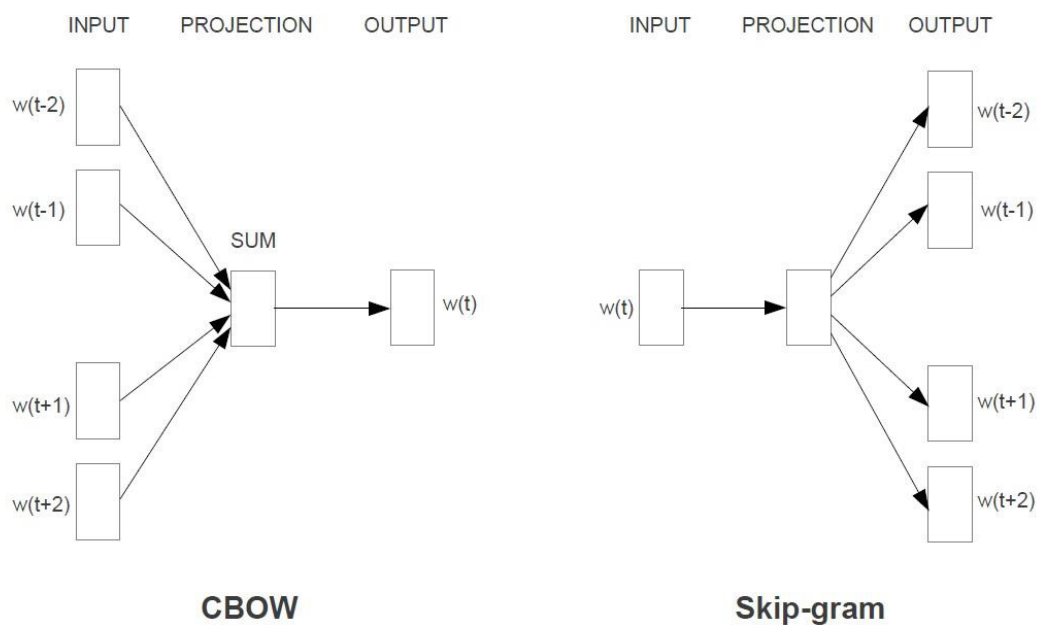 INPUT PROJECTION OUTPUT
w(t-2)
w(t-1)
SUM
w(t)
w(t+1)
w(t+2)
CBOW
INPUT PROJECTION OUTPUT
w(t-2)
w(t-1)
w(t)
w(t+1)
w(t+2)
Skip-gram